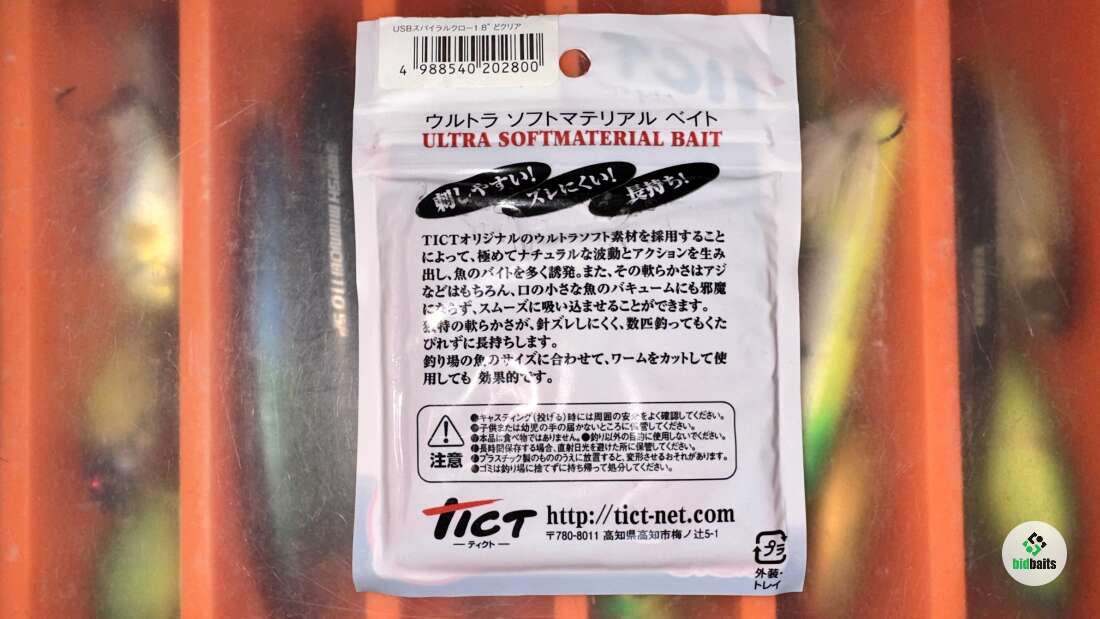 USBスパイラルクロー1.8" どクリア
4 988540 202800
ウルトラ ソフトマテリアル ベイト
ULTRA SOFTMATERIAL BAIT
刺しやすい! ズレにくい! 長持ち!
TICTオリジナルのウルトラソフト素材を採用すること
によって、極めてナチュラルな波動とアクションを生み
出し、魚のバイトを多く誘発。また、その軟らかさはアジ
などはもちろん、口の小さな魚のバキュームにも邪魔
にならず、スムーズに吸い込ませることができます。
独特の軟らかさが、針ズレしにくく、数匹釣ってもくた
びれずに長持ちします。
釣り場の魚のサイズに合わせて、ワームをカットして使
用しても 効果的です。
注意
●キャスティング(投げる)時には周囲の安全をよく確認してください。
●子供または幼児の手の届かないところに保管してください。
●本品は食べ物ではありません。●釣り以外の目的に使用しないでください。
●長時間保存する場合、直射日光を避けた所に保管してください。
●プラスチック製のもののうえに放置すると、変形させるおそれがあります。
●ゴミは釣り場に捨てずに持ち帰って処分してください。
TICT
ティクト
http://tict-net.com
〒780-8011 高知県高知市梅ノ辻5-1
プラ
外装・
トレイ
bidbaits